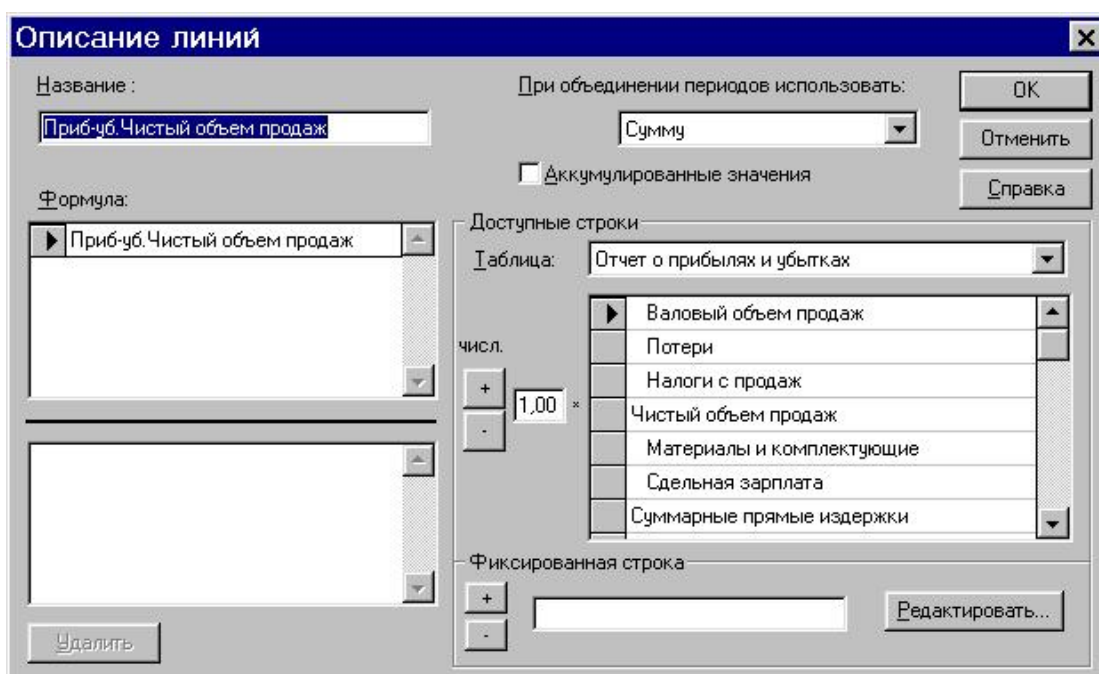 Описание линий
Название :
Приб-уб.Чистый объем продаж
При объединении периодов использовать:
Сумму
Аккумулированные значения
OK
Отменить
Справка
Формула:
Приб-уб.Чистый объем продаж
Доступные строки
Таблица:
Отчет о прибылях и убытках
числ.
+
1,00 *
-
Валовый объем продаж
Потери
Налоги с продаж
Чистый объем продаж
Материалы и комплектующие
Сдельная зарплата
Суммарные прямые издержки
Фиксированная строка
+
-
Редактировать...
Удалить